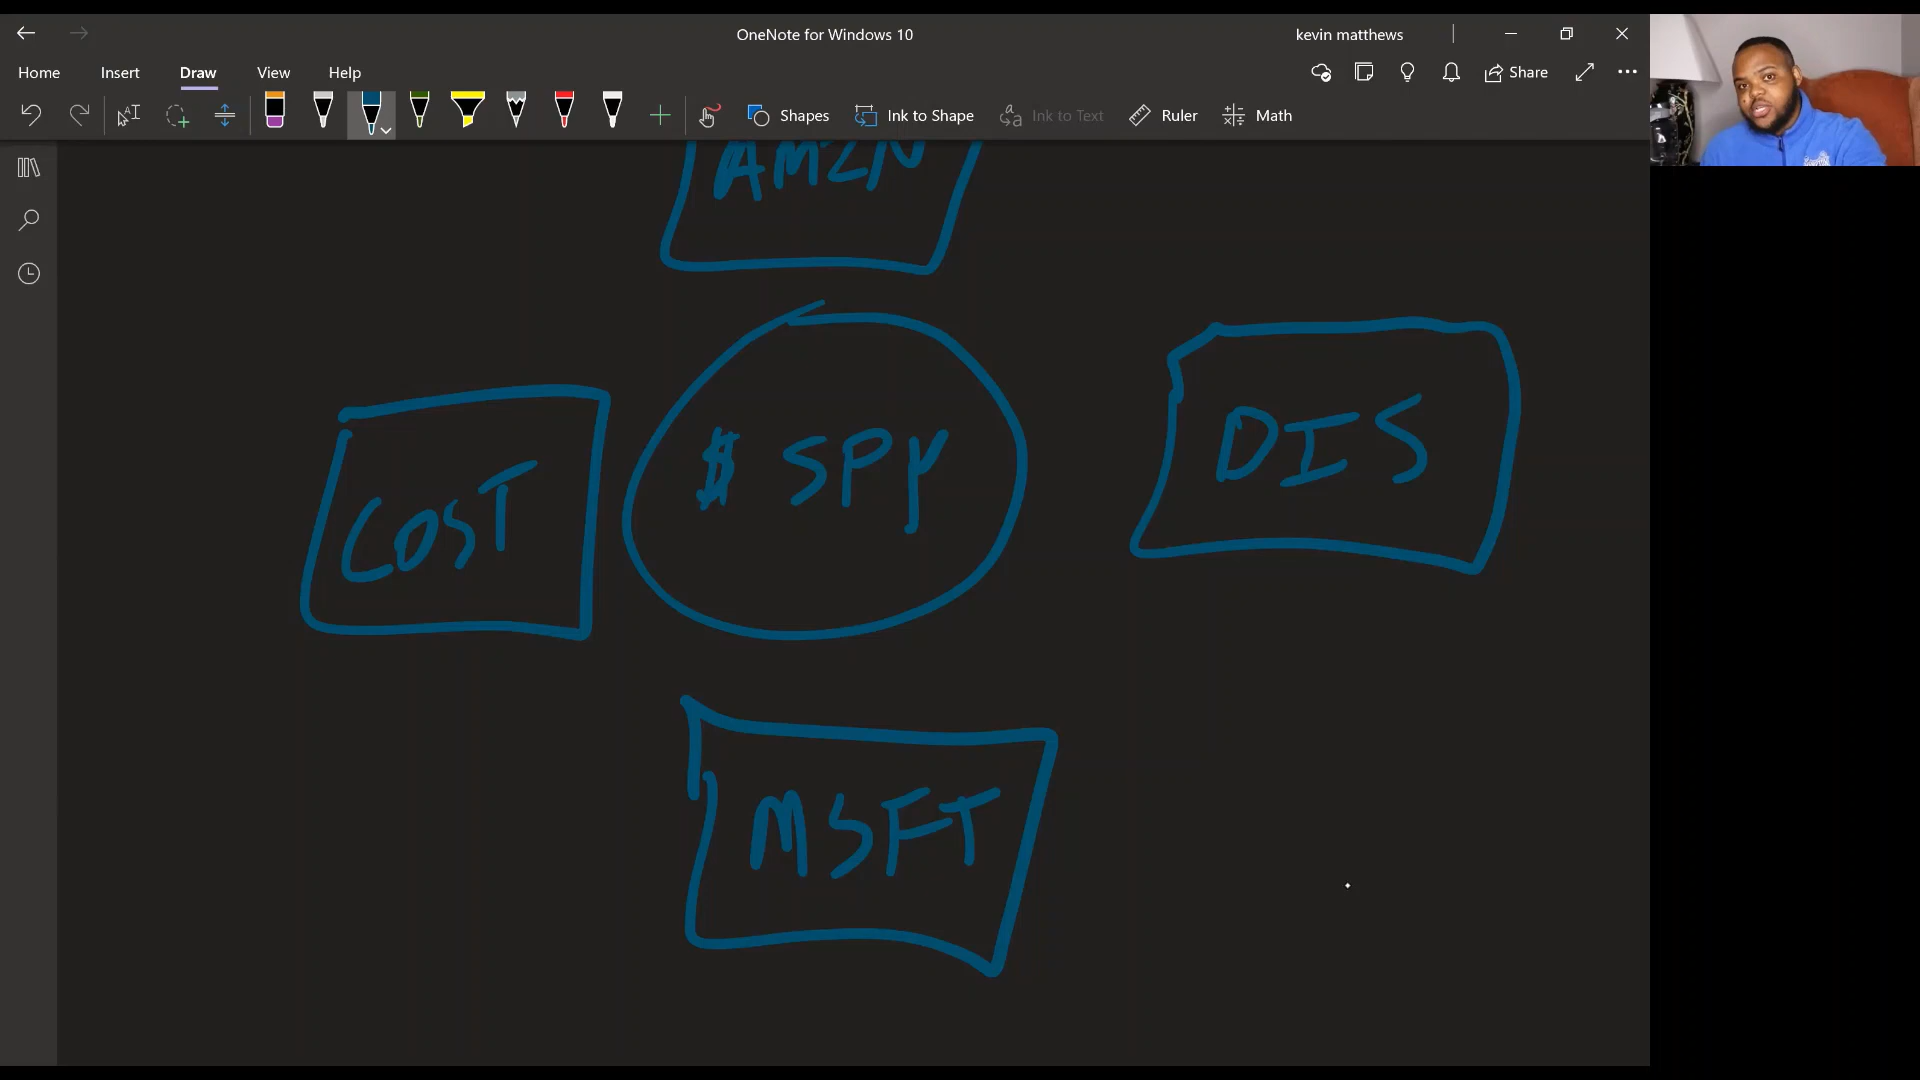 OneNote for Windows 10
kevin matthews
Home Insert Draw View Help
Share
Shapes Ink to Shape Ink to Text Ruler Math
AMZN
$ SPY
DIS
COST
MSFT